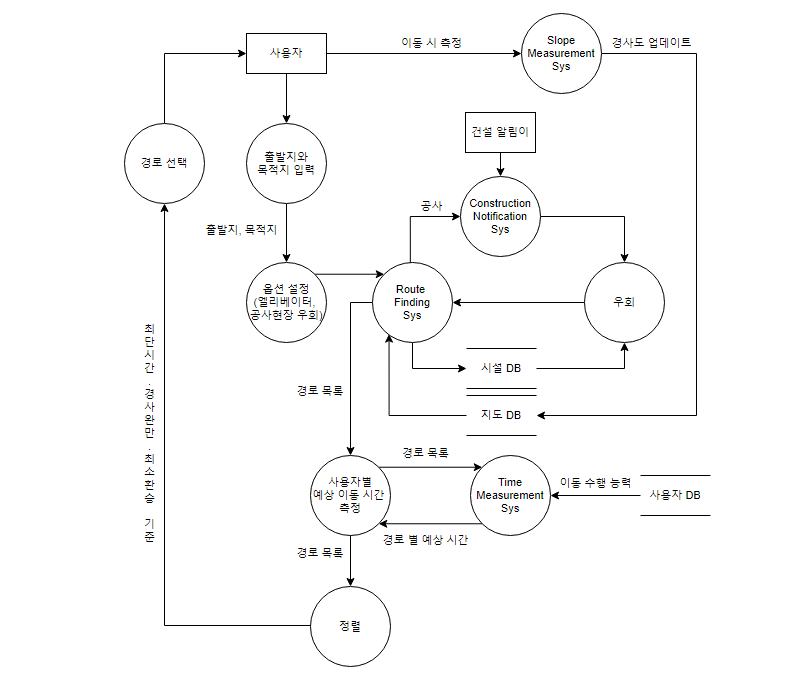 사용자
이동 시 측정
Slope
Measurement
Sys
경사도 업데이트
경로 선택
출발지와
목적지 입력
건설 알림이
공사
Construction
Notification
Sys
출발지, 목적지
옵션 설정
(엘리베이터,
공사현장 우회)
Route
Finding
Sys
우회
시설 DB
지도 DB
경로 목록
최단시간·경사완만·최소환승 기준
사용자별
예상 이동 시간
측정
경로 목록
Time
Measurement
Sys
이동 수행 능력
사용자 DB
경로 별 예상 시간
경로 목록
정렬